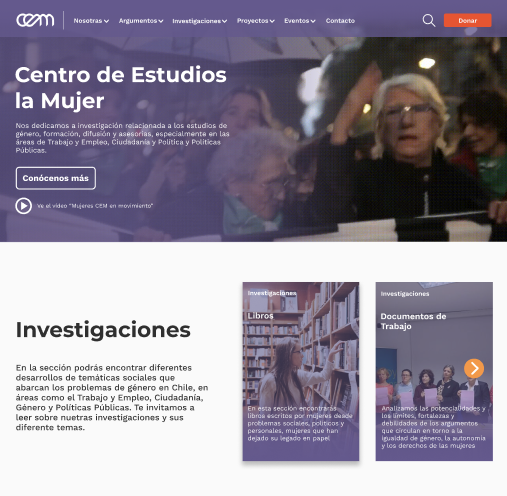 cem
Nosotras
Argumentos
Investigaciones
Proyectos
Eventos
Contacto
Donar
Centro de Estudios
la Mujer
Nos dedicamos a investigación relacionada a los estudios de
género, formación, difusión y asesorías, especialmente en las
áreas de Trabajo y Empleo, Ciudadanía y Política y Políticas
Públicas.
Conócenos más
Ve el video "Mujeres CEM en movimiento"
Investigaciones
En la sección podrás encontrar diferentes
desarrollos de temáticas sociales que
abarcan los problemas de género en Chile, en
áreas como el Trabajo y Empleo, Ciudadanía,
Género y Políticas Públicas. Te invitamos a
leer sobre nuetras investigaciones y sus
diferente temas.
Investigaciones
Libros
En ésta sección encontrarás
libros escritos por mujeres desde
problemas sociales, políticos y
personales, mujeres que han
dejado su legado en papel
Investigaciones
Documentos de
Trabajo
Analizamos las potencialidades y
los límites, fortalezas y
debilidades de los argumentos
que circulan en torno a la
igualdad de género, la autonomía
y los derechos de las mujeres